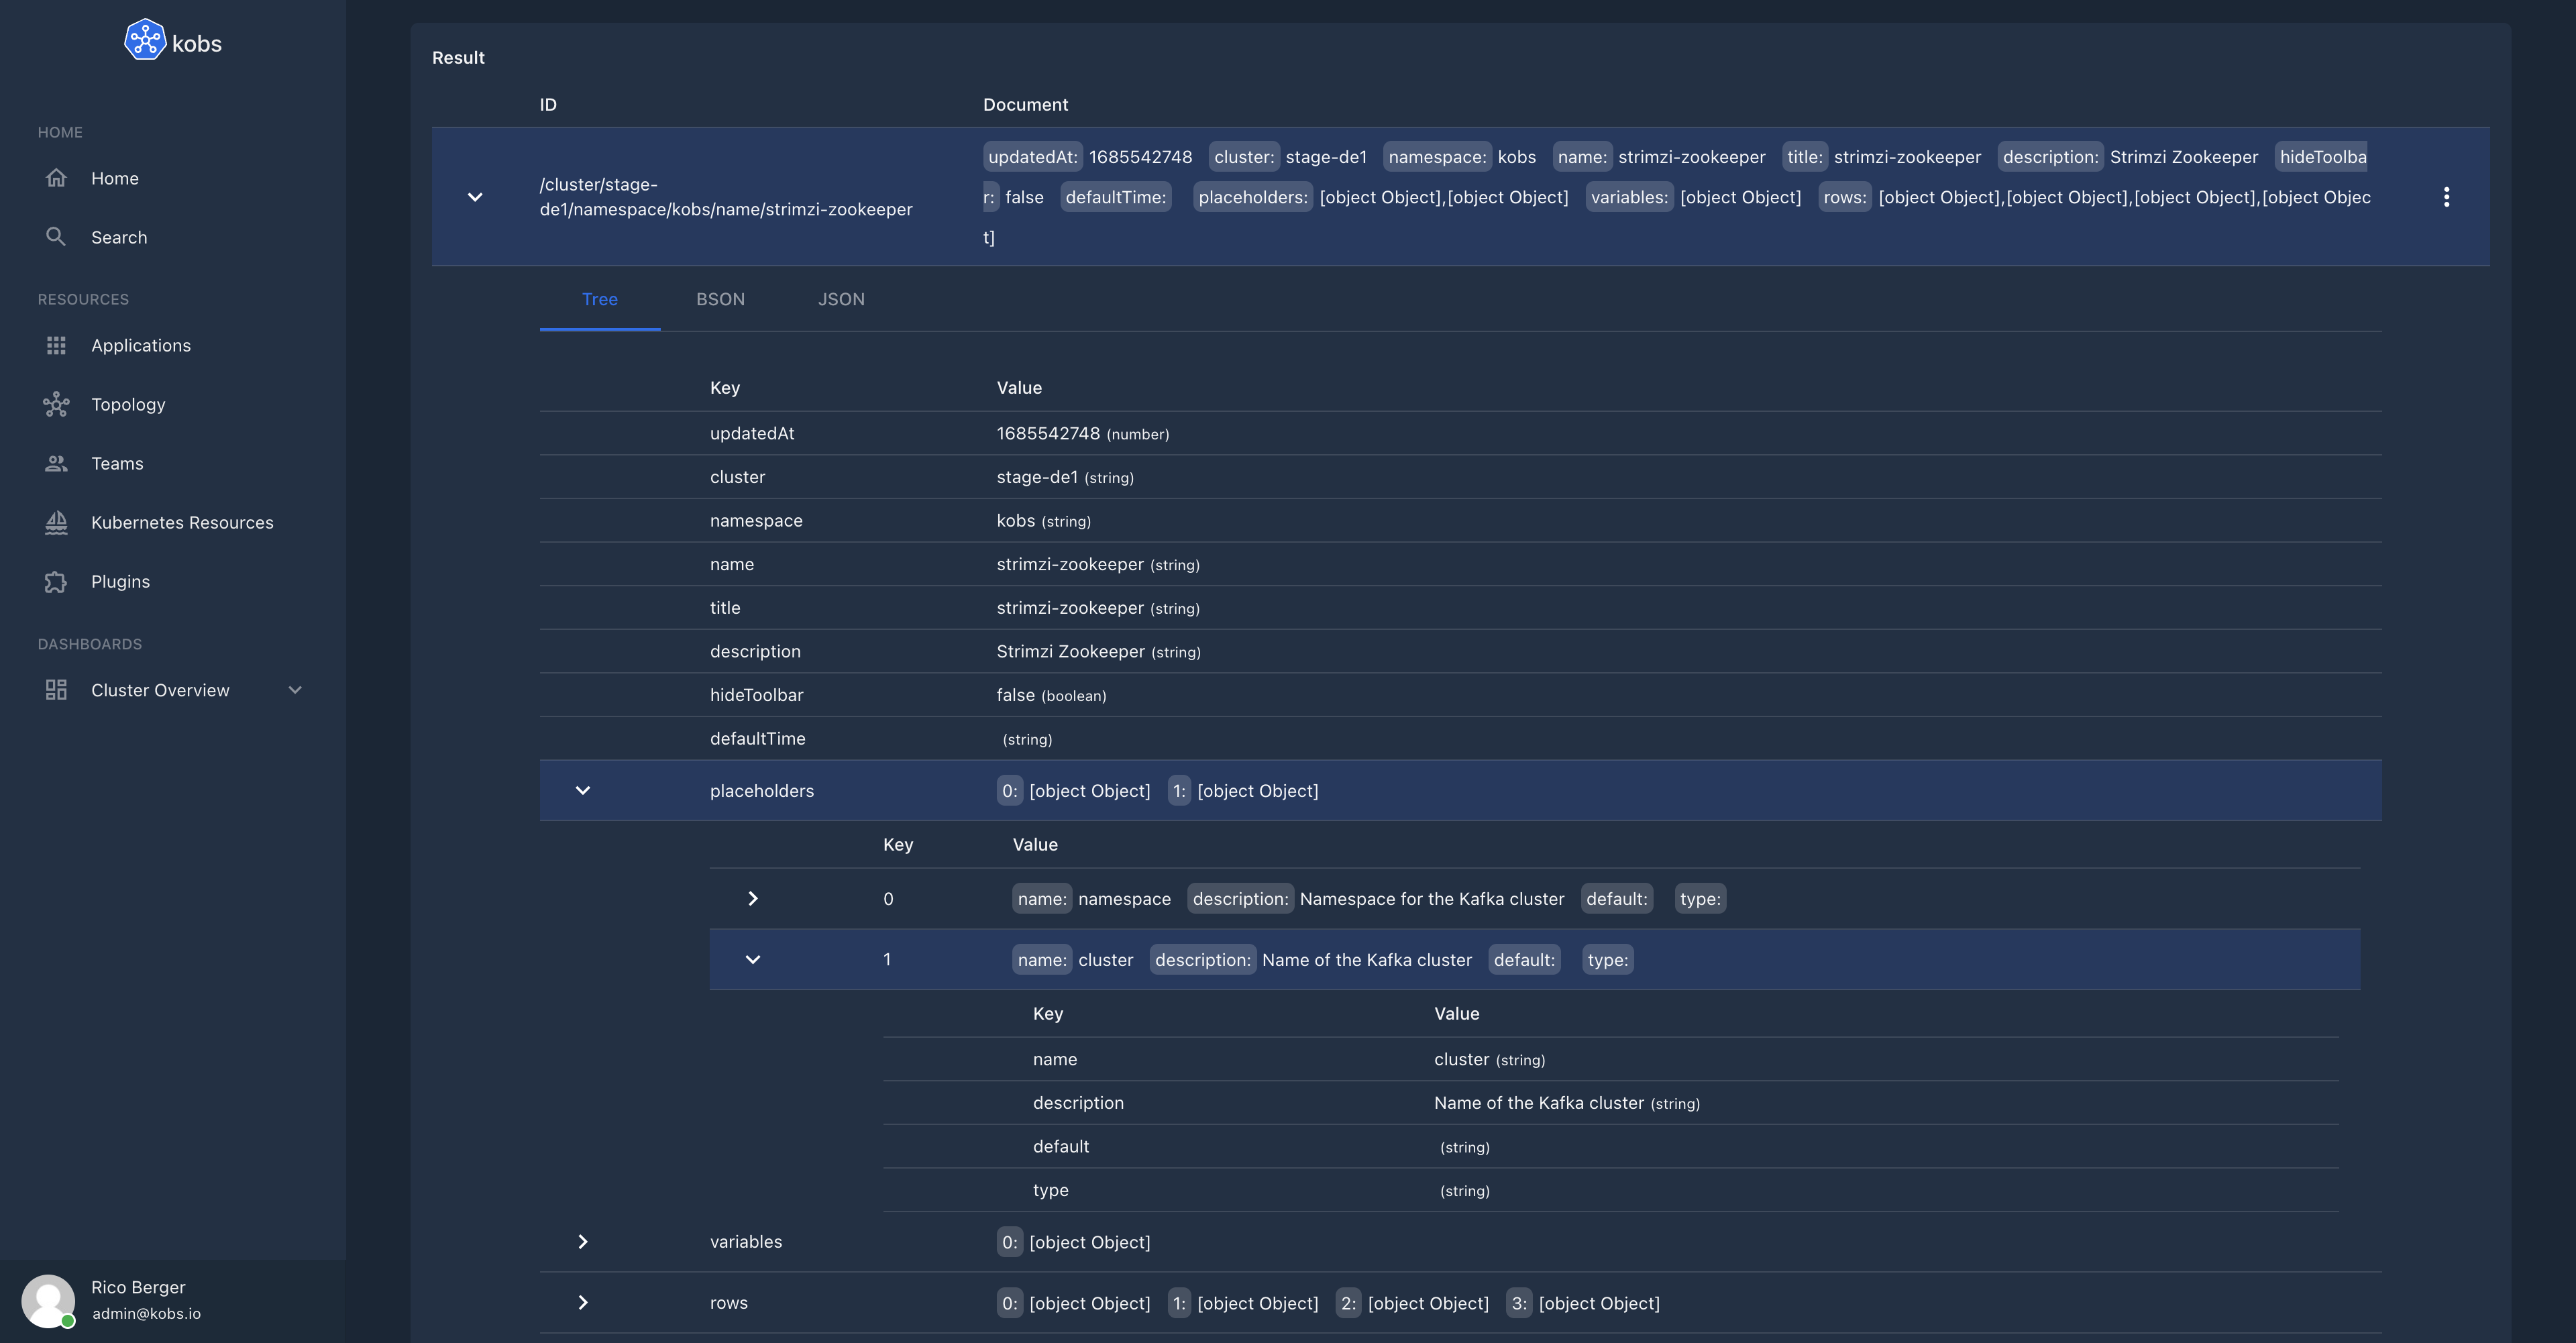 kobs
HOME
Home
Search
RESOURCES
Applications
Topology
Teams
Kubernetes Resources
Plugins
DASHBOARDS
Cluster Overview
Rico Berger
admin@kobs.io
Result
ID Document
/cluster/stage-
de1/namespace/kobs/name/strimzi-zookeeper
updatedAt: 1685542748 cluster: stage-de1 namespace: kobs name: strimzi-zookeeper title: strimzi-zookeeper description: Strimzi Zookeeper hideToolba
r: false defaultTime: placeholders: [object Object],[object Object] variables: [object Object] rows: [object Object],[object Object],[object Object],[object Objec
t]
Tree BSON JSON
Key Value
updatedAt 1685542748 (number)
cluster stage-de1 (string)
namespace kobs (string)
name strimzi-zookeeper (string)
title strimzi-zookeeper (string)
description Strimzi Zookeeper (string)
hideToolbar false (boolean)
defaultTime (string)
placeholders 0: [object Object] 1: [object Object]
Key Value
0 name: namespace description: Namespace for the Kafka cluster default: type:
1 name: cluster description: Name of the Kafka cluster default: type:
Key Value
name cluster (string)
description Name of the Kafka cluster (string)
default (string)
type (string)
variables 0: [object Object]
rows 0: [object Object] 1: [object Object] 2: [object Object] 3: [object Object]